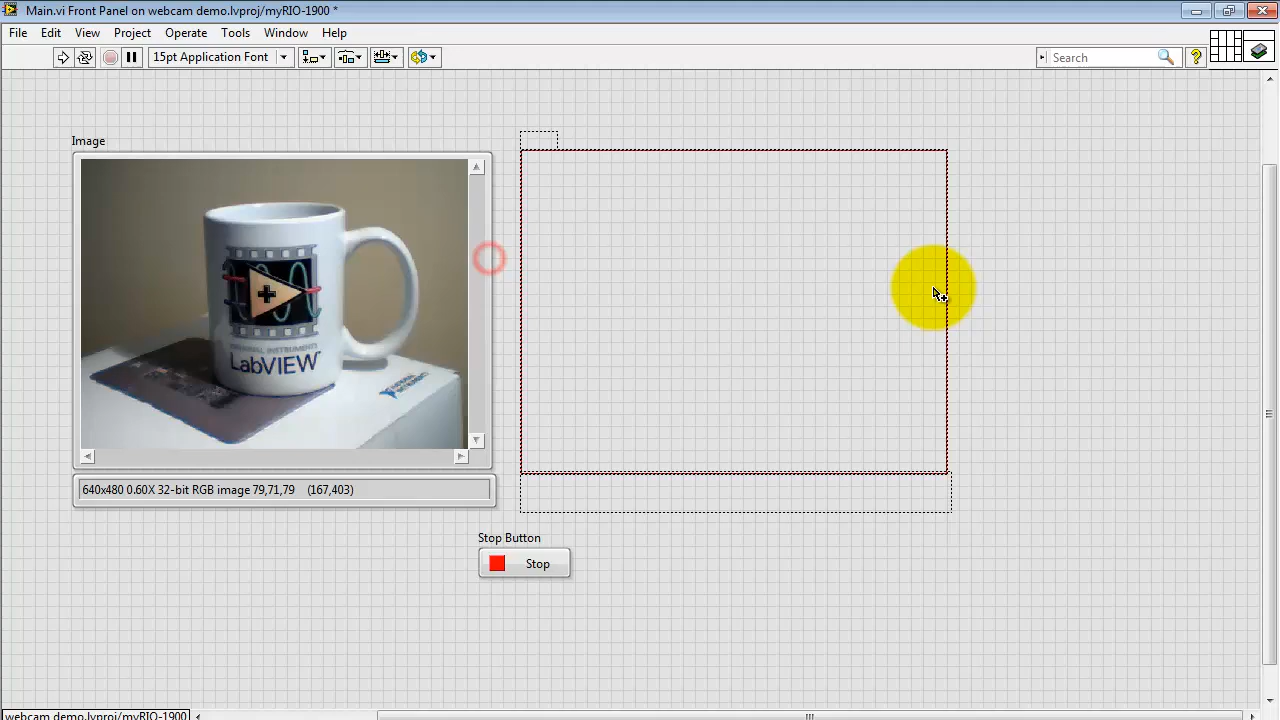 Main.vi Front Panel on webcam demo.lvproj/myRIO-1900 *
File Edit View Project Operate Tools Window Help
15pt Application Font
Search
Image
LabVIEW
640x480 0.60X 32-bit RGB image 79,71,79 (167,403)
Stop Button
Stop
webcam demo.lvproj/myRIO-1900